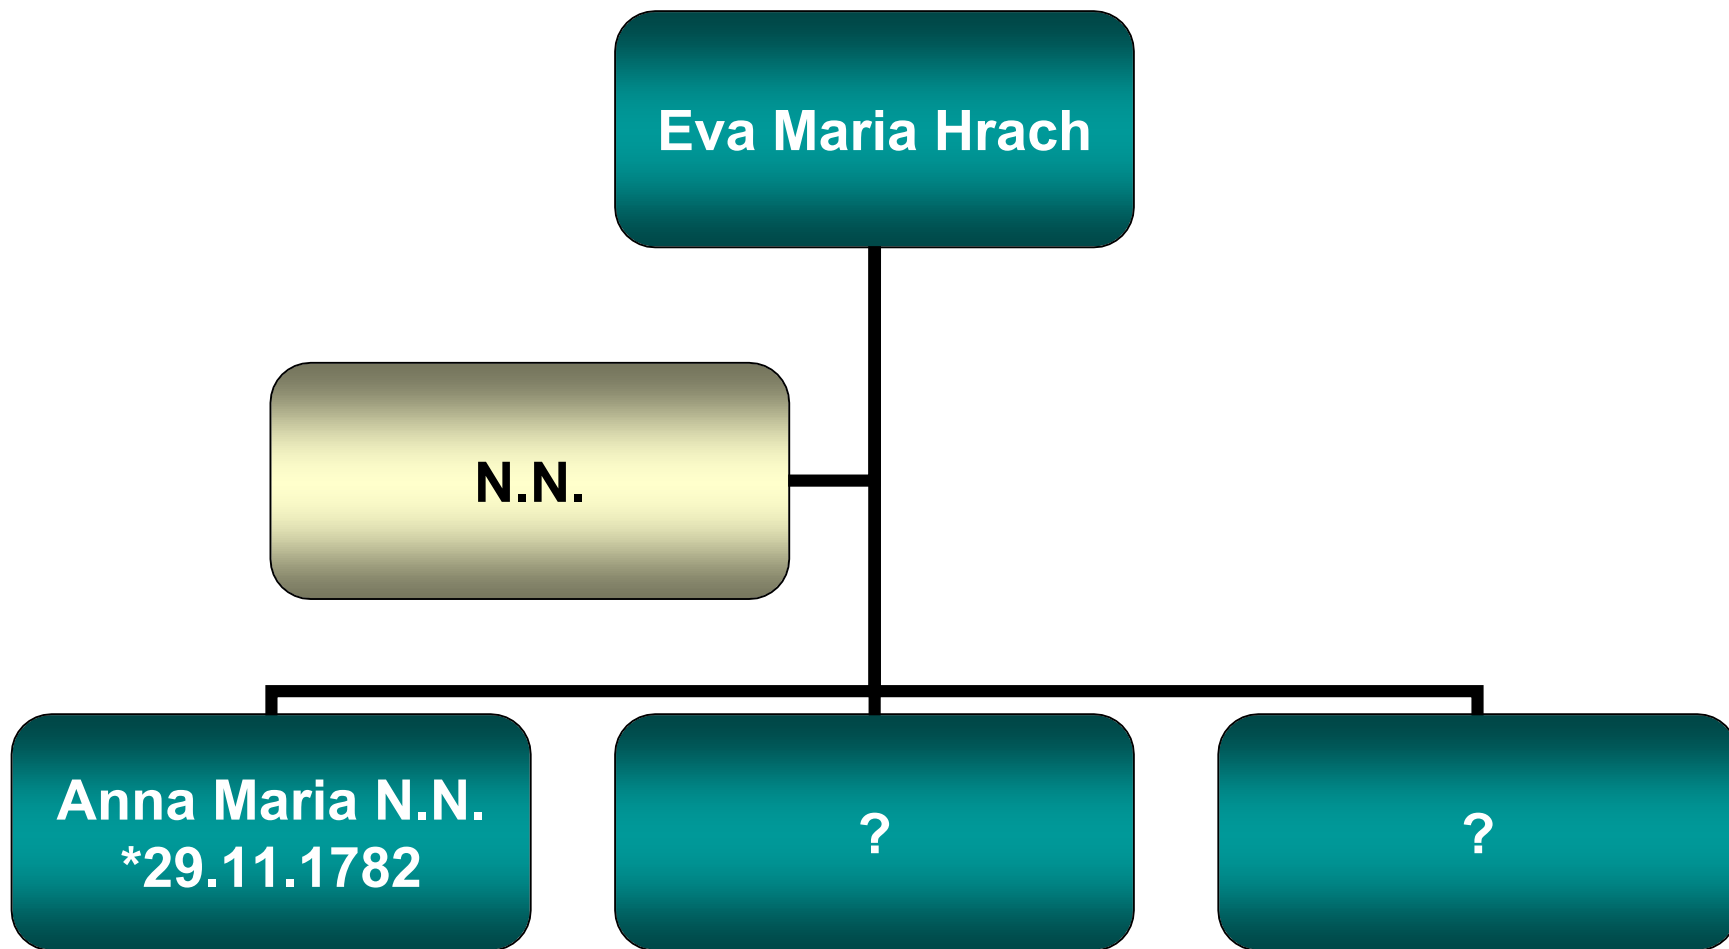 Eva Maria Hrach
N.N.
Anna Maria N.N.
*29.11.1782
?
?